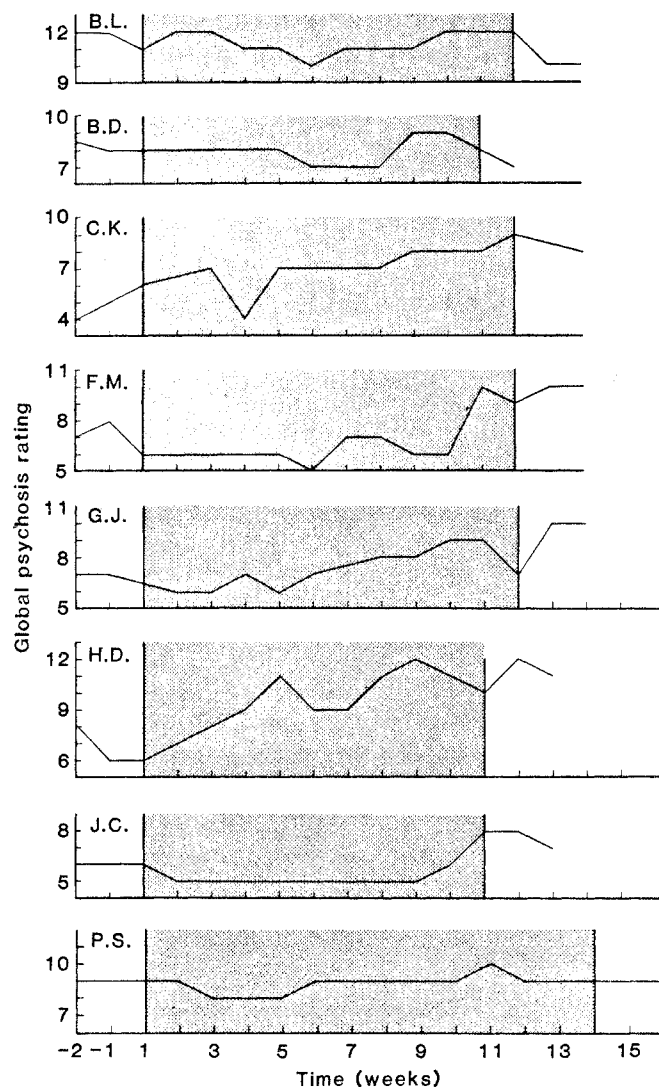 B.L.
12
9
B.D.
10
7
C.K.
10
7
4
F.M.
11
8
5
G.J.
11
8
5
H.D.
12
9
6
J.C.
8
5
P.S.
10
7
-2 -1 1 3 5 7 9 11 13 15
Time (weeks)
Global psychosis rating